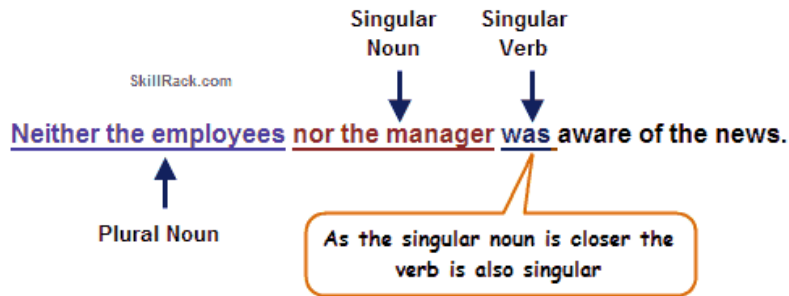 Singular
Noun
Singular
Verb
SkillRack.com
Neither the employees nor the manager was aware of the news.
Plural Noun
As the singular noun is closer the
verb is also singular